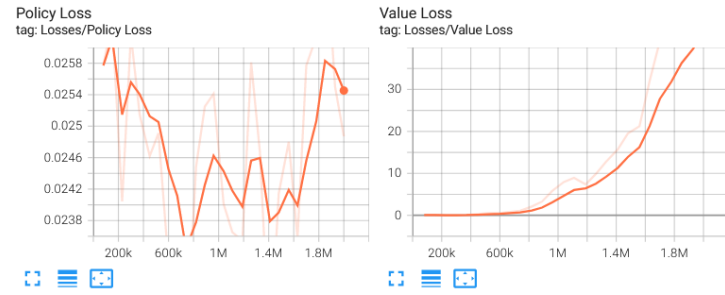 Policy Loss
tag: Losses/Policy Loss
0.0258
0.0254
0.025
0.0246
0.0242
0.0238
200k 600k 1M 1.4M 1.8M
Value Loss
tag: Losses/Value Loss
30
20
10
0
200k 600k 1M 1.4M 1.8M